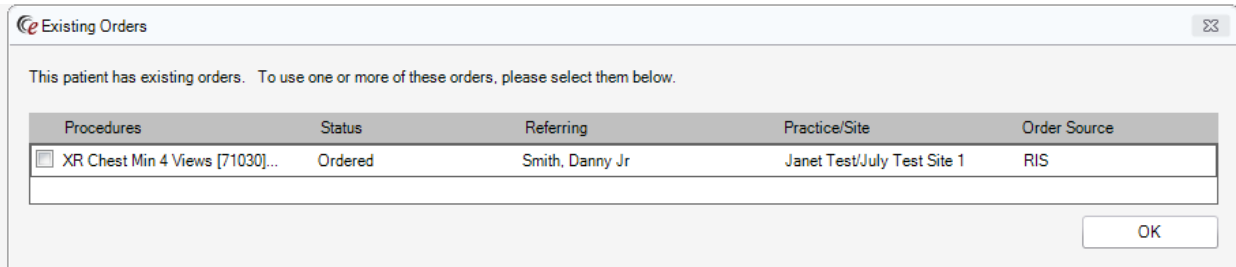 Existing Orders
This patient has existing orders. To use one or more of these orders, please select them below.
Procedures Status Referring Practice/Site Order Source
XR Chest Min 4 Views [71030]... Ordered Smith, Danny Jr Janet Test/July Test Site 1 RIS
OK